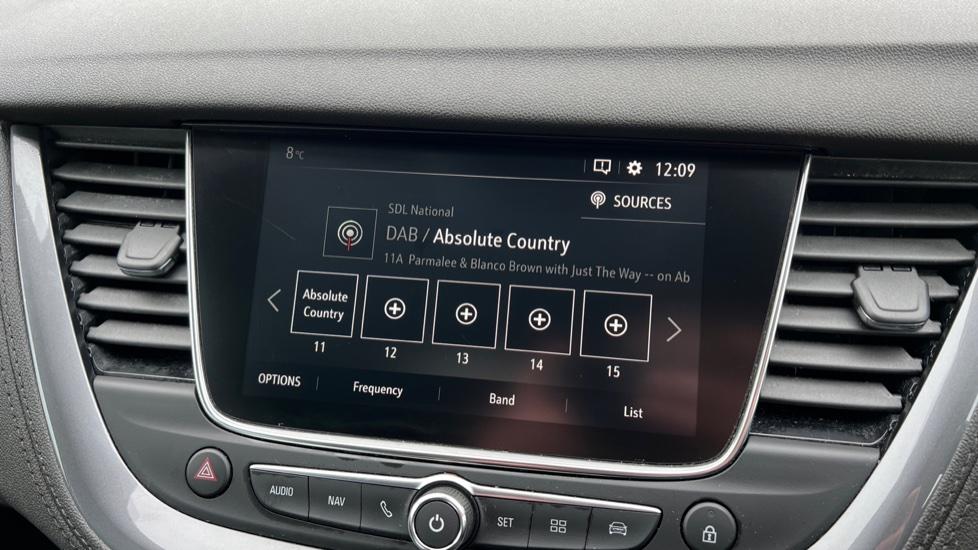 8°C 12:09
SOURCES
SDL National
DAB / Absolute Country
11A Parmalee & Blanco Brown with Just The Way -- on Ab
Absolute
Country
11 12 13 14 15
OPTIONS Frequency Band List
AUDIO NAV SET